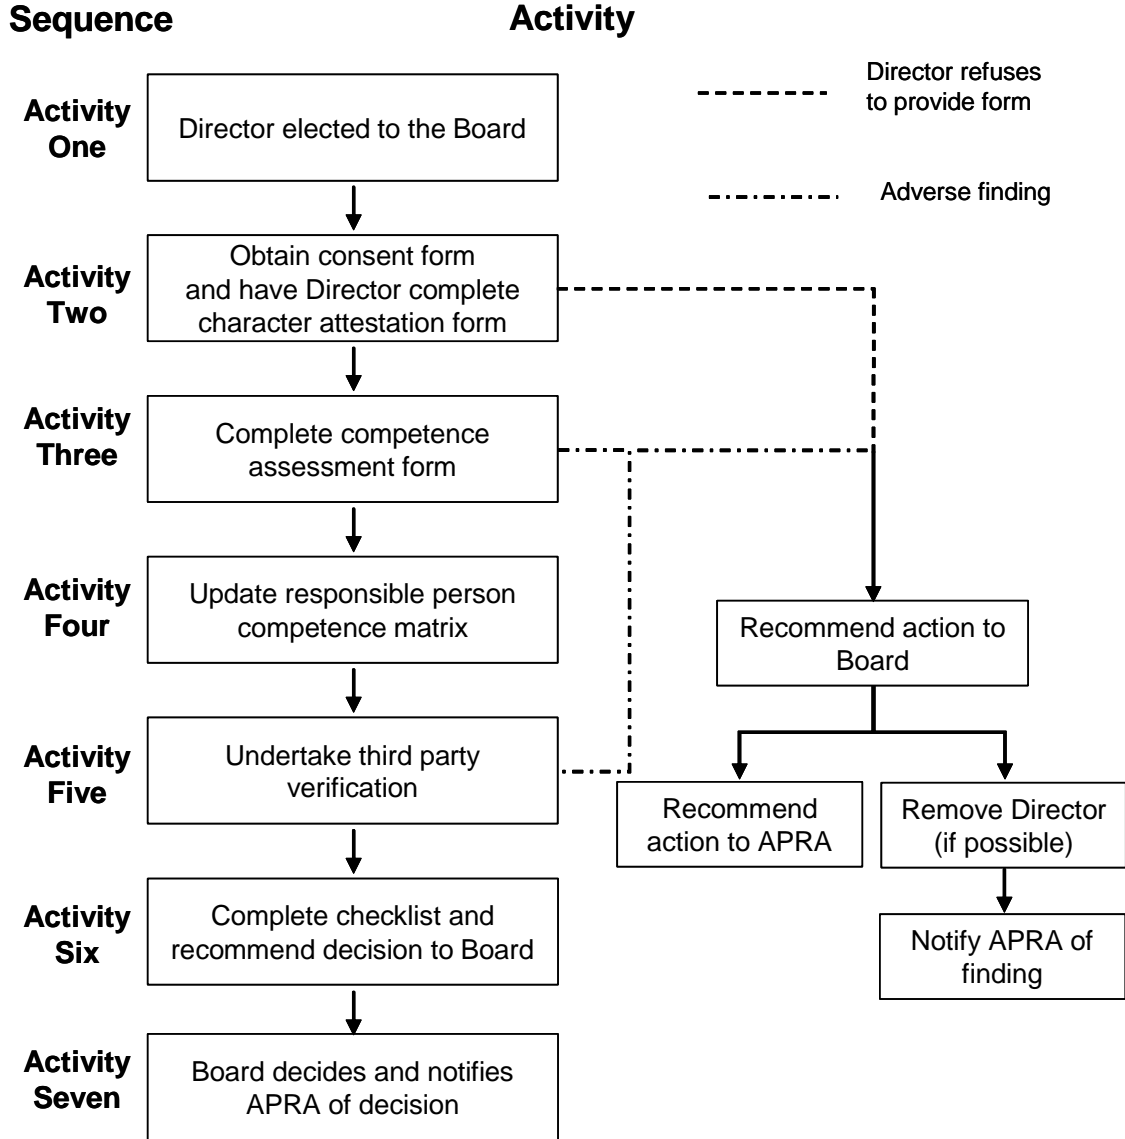 Sequence
Activity
Director refuses
to provide form
Adverse finding
Activity
One
Director elected to the Board
Activity
Two
Obtain consent form
and have Director complete
character attestation form
Activity
Three
Complete competence
assessment form
Activity
Four
Update responsible person
competence matrix
Recommend action to
Board
Activity
Five
Undertake third party
verification
Recommend
action to APRA
Remove Director
(if possible)
Activity
Six
Complete checklist and
recommend decision to Board
Notify APRA of
finding
Activity
Seven
Board decides and notifies
APRA of decision